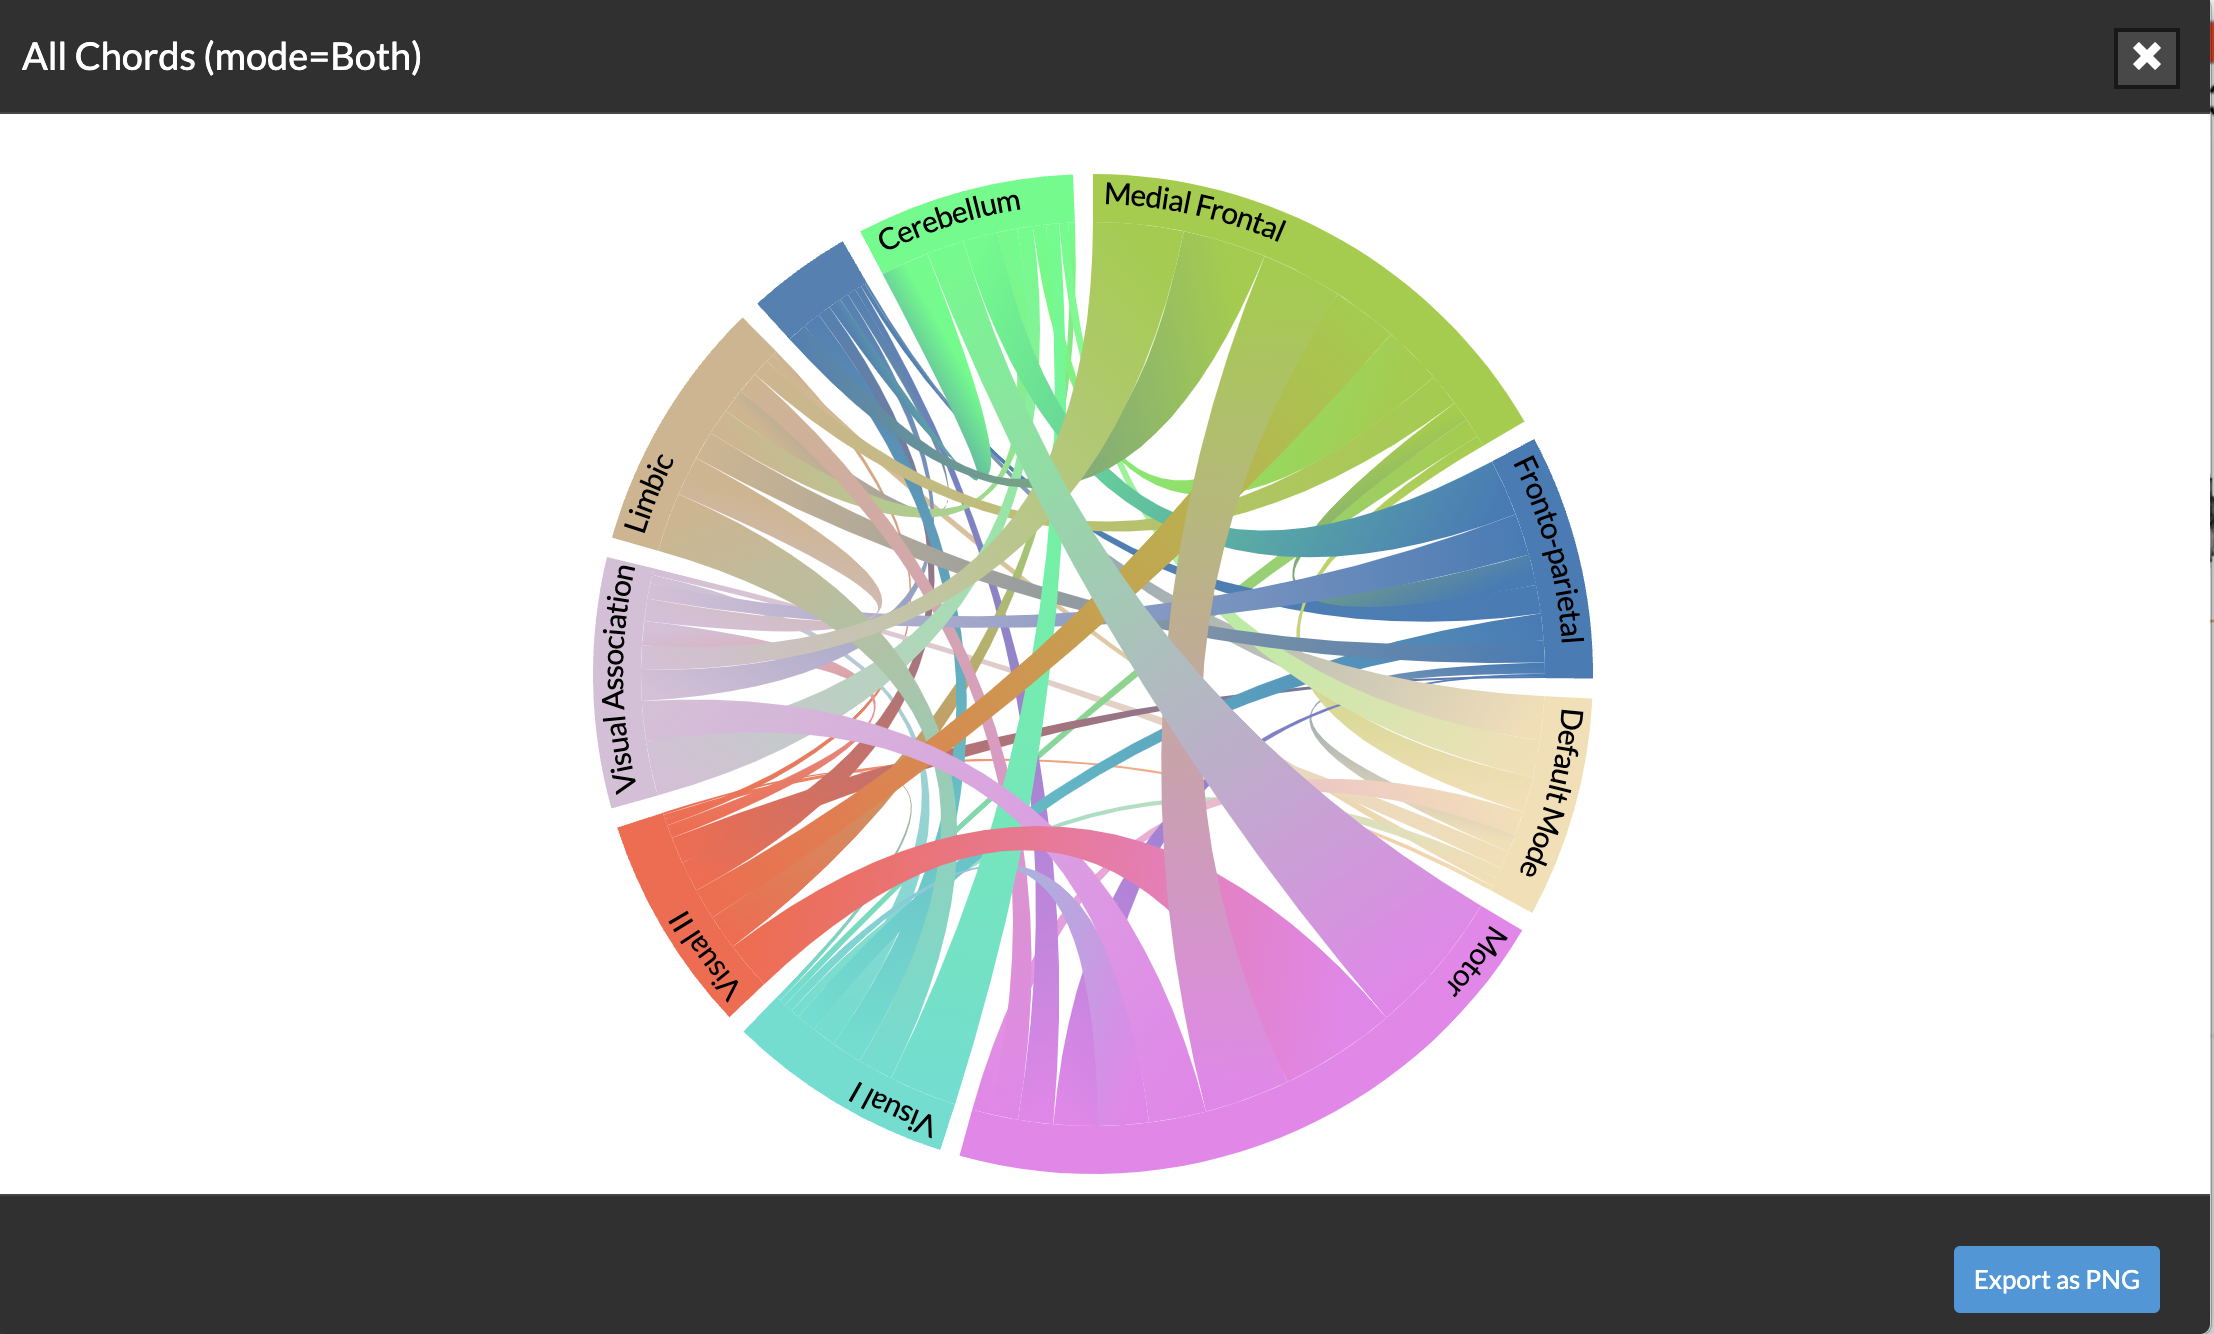 All Chords (mode=Both)
Cerebellum
Medial Frontal
Fronto-parietal
Default Mode
Motor
Visual I
Visual II
Visual Association
Limbic
Export as PNG